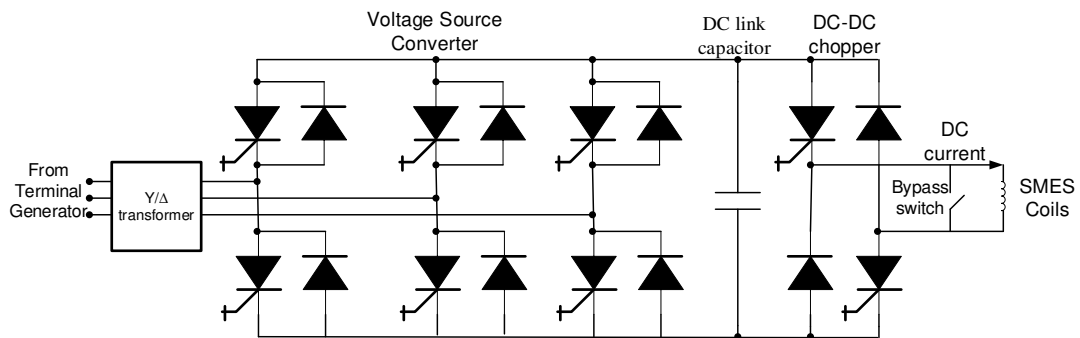 Voltage Source
Converter
DC link
capacitor
DC-DC
chopper
From
Terminal
Generator
Y/Δ
transformer
DC
current
Bypass
switch
SMES
Coils